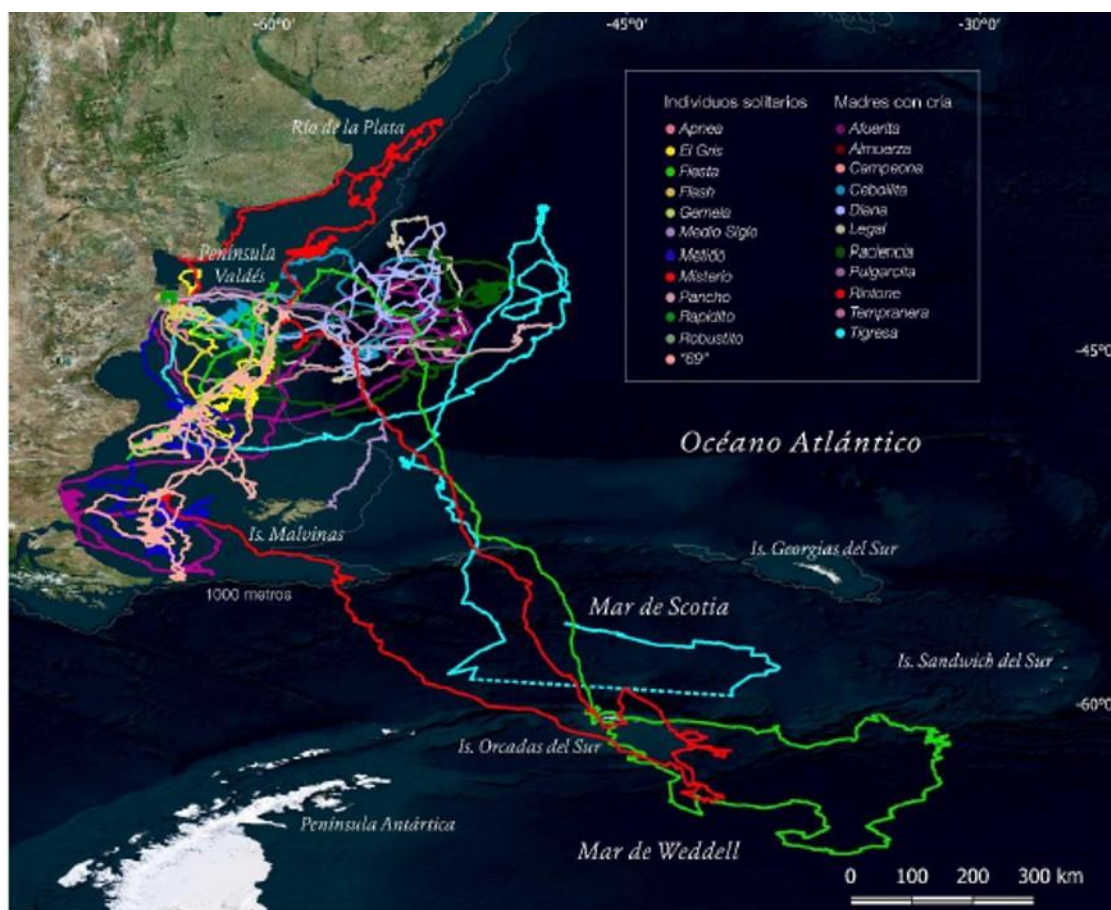 -60°0'
-45°0'
-30°0'
Río de la Plata
Individuos solitarios
Apnea
El Gris
Fiesta
Flash
Gemela
Medio Siglo
Metido
Misterio
Pancho
Rapidito
Robustito
"69"
Madres con cría
Afuerita
Almuerza
Campeona
Cebollita
Diana
Legal
Paciencia
Pulgarcita
Rintone
Tempranera
Tigresa
Península
Valdés
-45°0'
Océano Atlántico
Is. Malvinas
Is. Georgias del Sur
1000 metros
Mar de Scotia
Is. Sandwich del Sur
-60°0'
Is. Orcadas del Sur
Península Antártica
Mar de Weddell
0 100 200 300 km